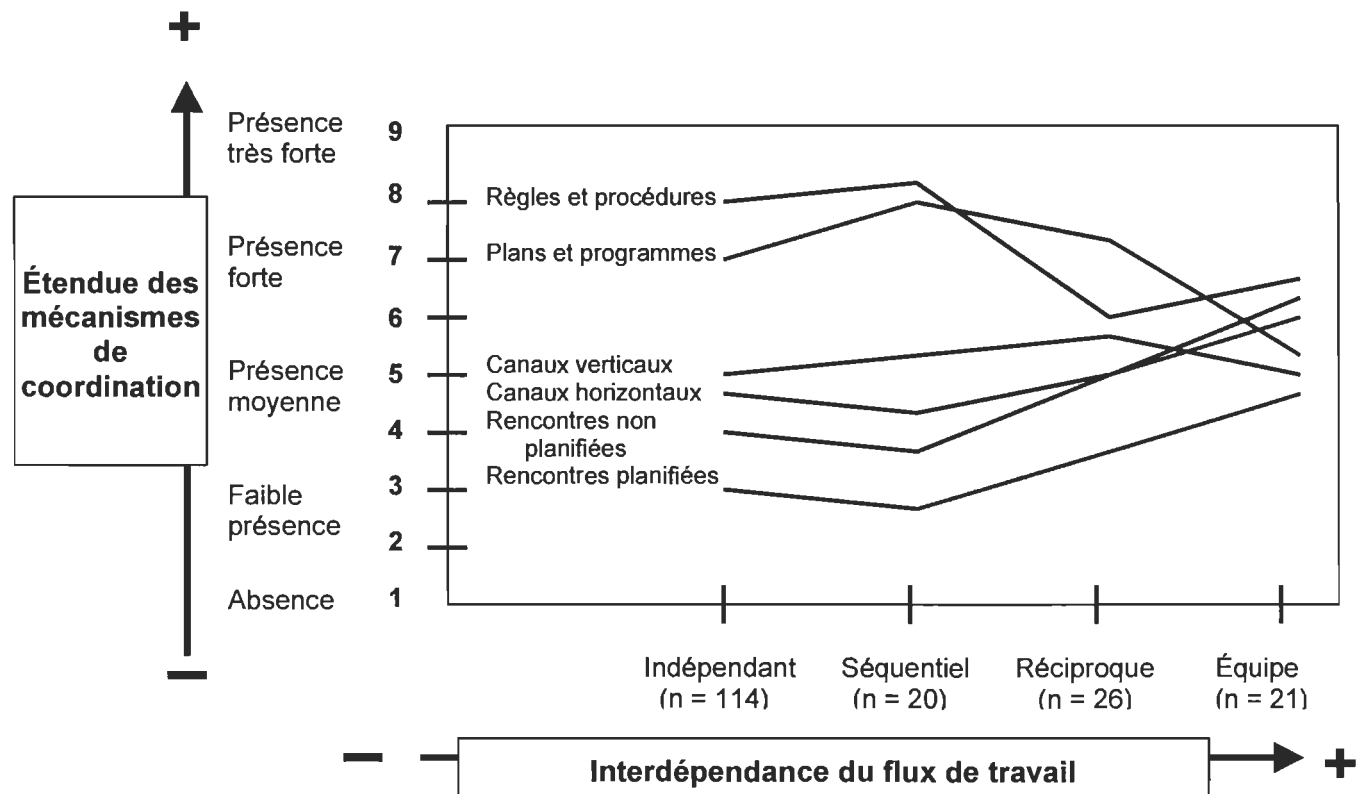 +
Présence
très forte
9
8
Règles et procédures
Présence
forte
7
Plans et programmes
Étendue des
mécanismes
de
coordination
6
Présence
moyenne
5
Canaux verticaux
Canaux horizontaux
4
Rencontres non
planifiées
Rencontres planifiées
3
Faible
présence
2
Absence
1
–
Indépendant
(n = 114)
Séquentiel
(n = 20)
Réciproque
(n = 26)
Équipe
(n = 21)
–
Interdépendance du flux de travail
+